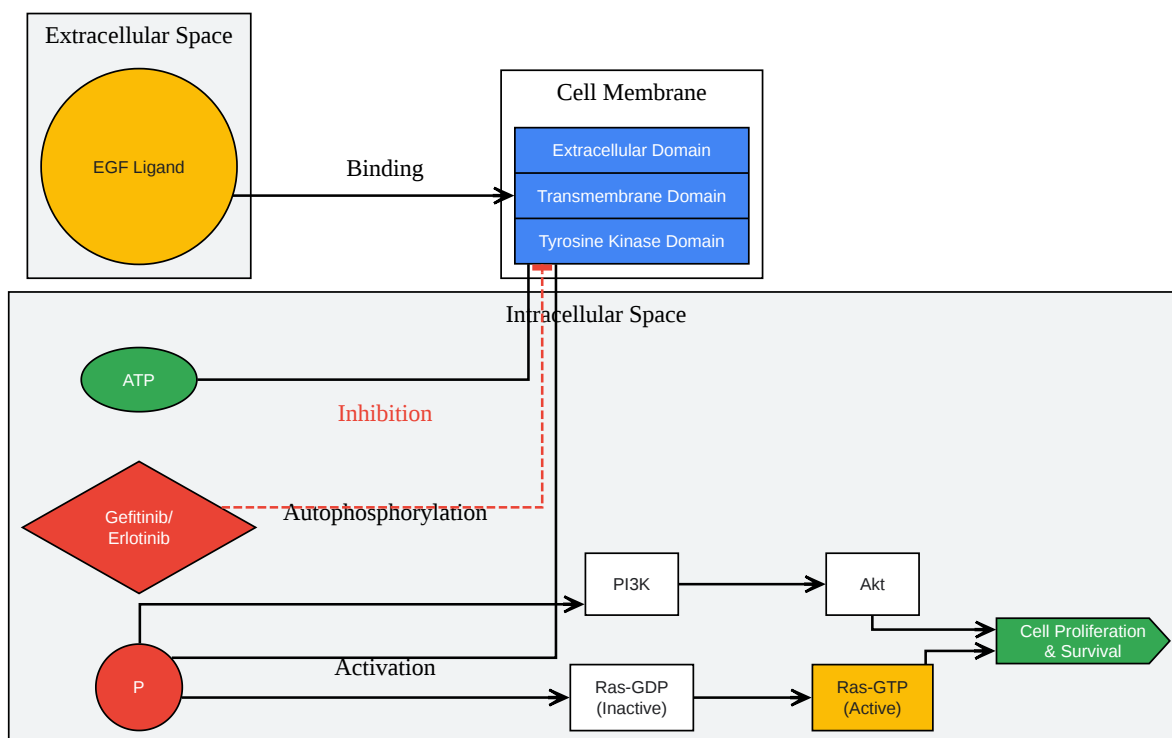 Extracellular Space
EGF Ligand
Binding
Cell Membrane
Extracellular Domain
Transmembrane Domain
Tyrosine Kinase Domain
Intracellular Space
ATP
Inhibition
Gefitinib/
Erlotinib
Autophosphorylation
PI3K
Akt
Cell Proliferation
& Survival
P
Activation
Ras-GDP
(Inactive)
Ras-GTP
(Active)